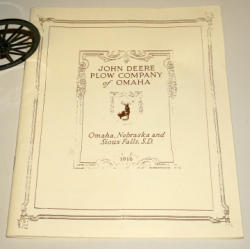 JOHN DEERE
PLOW COMPANY
of OMAHA
Omaha, Nebraska and
Sioux Falls, S.D.
1916